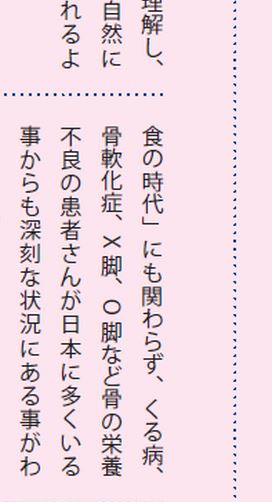 理解し、
自然に
れるよ
食の時代」にも関わらず、くる病、
骨軟化症、X脚、O脚など骨の栄養
不良の患者さんが日本に多くいる
事からも深刻な状況にある事がわ